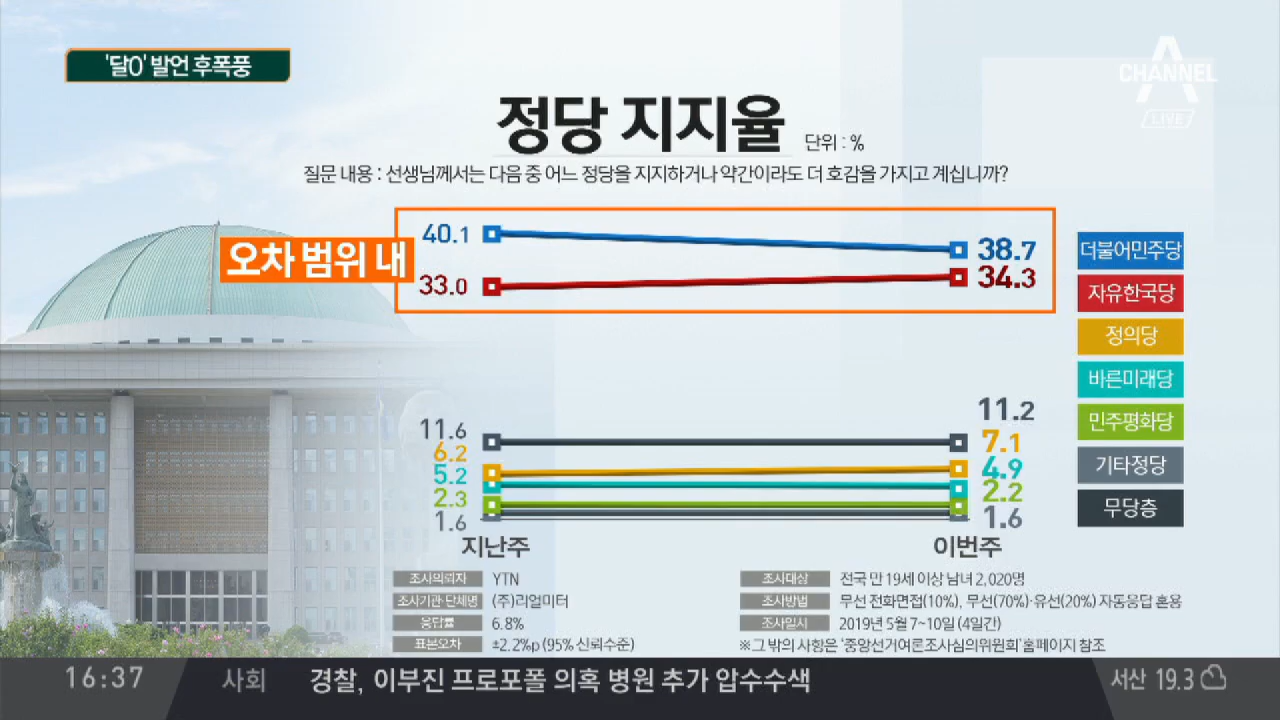 '달0' 발언 후폭풍
CHANNEL A
LIVE
정당 지지율 단위 : %
질문 내용 : 선생님께서는 다음 중 어느 정당을 지지하거나 약간이라도 더 호감을 가지고 계십니까?
오차 범위 내
40.1 38.7
33.0 34.3
11.6 11.2
6.2 7.1
5.2 4.9
2.3 2.2
1.6 1.6
지난주 이번주
더불어민주당
자유한국당
정의당
바른미래당
민주평화당
기타정당
무당층
조사의뢰자 YTN
조사기관·단체명 (주)리얼미터
응답률 6.8%
표본오차 ±2.2%p (95% 신뢰수준)
조사대상 전국 만 19세 이상 남녀 2,020명
조사방법 무선 전화면접(10%), 무선(70%)·유선(20%) 자동응답 혼용
조사일시 2019년 5월 7~10일 (4일간)
※그 밖의 사항은 '중앙선거여론조사심의위원회'홈페이지 참조
16:37 사회 경찰, 이부진 프로포폴 의혹 병원 추가 압수수색 서산 19.3